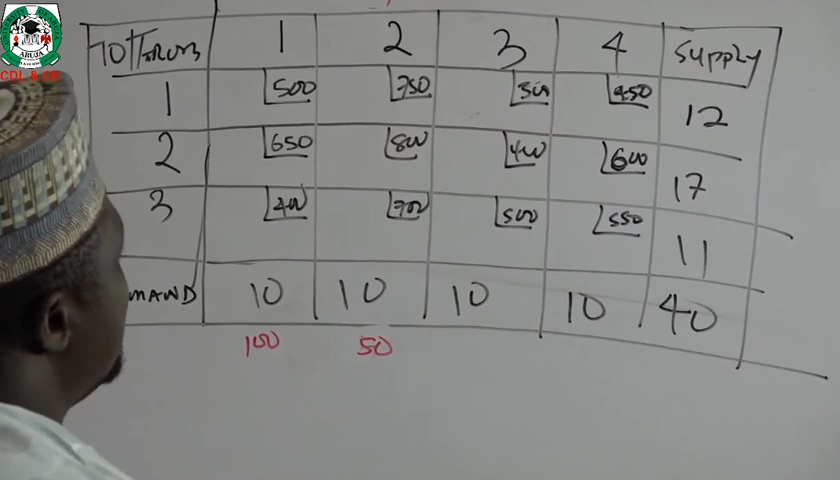 TO/FROM 1 2 3 4 Supply
1 500 750 300 450 12
2 650 800 400 600 17
3 400 700 500 550 11
MAND 10 10 10 10 40
100 50
ABUJA